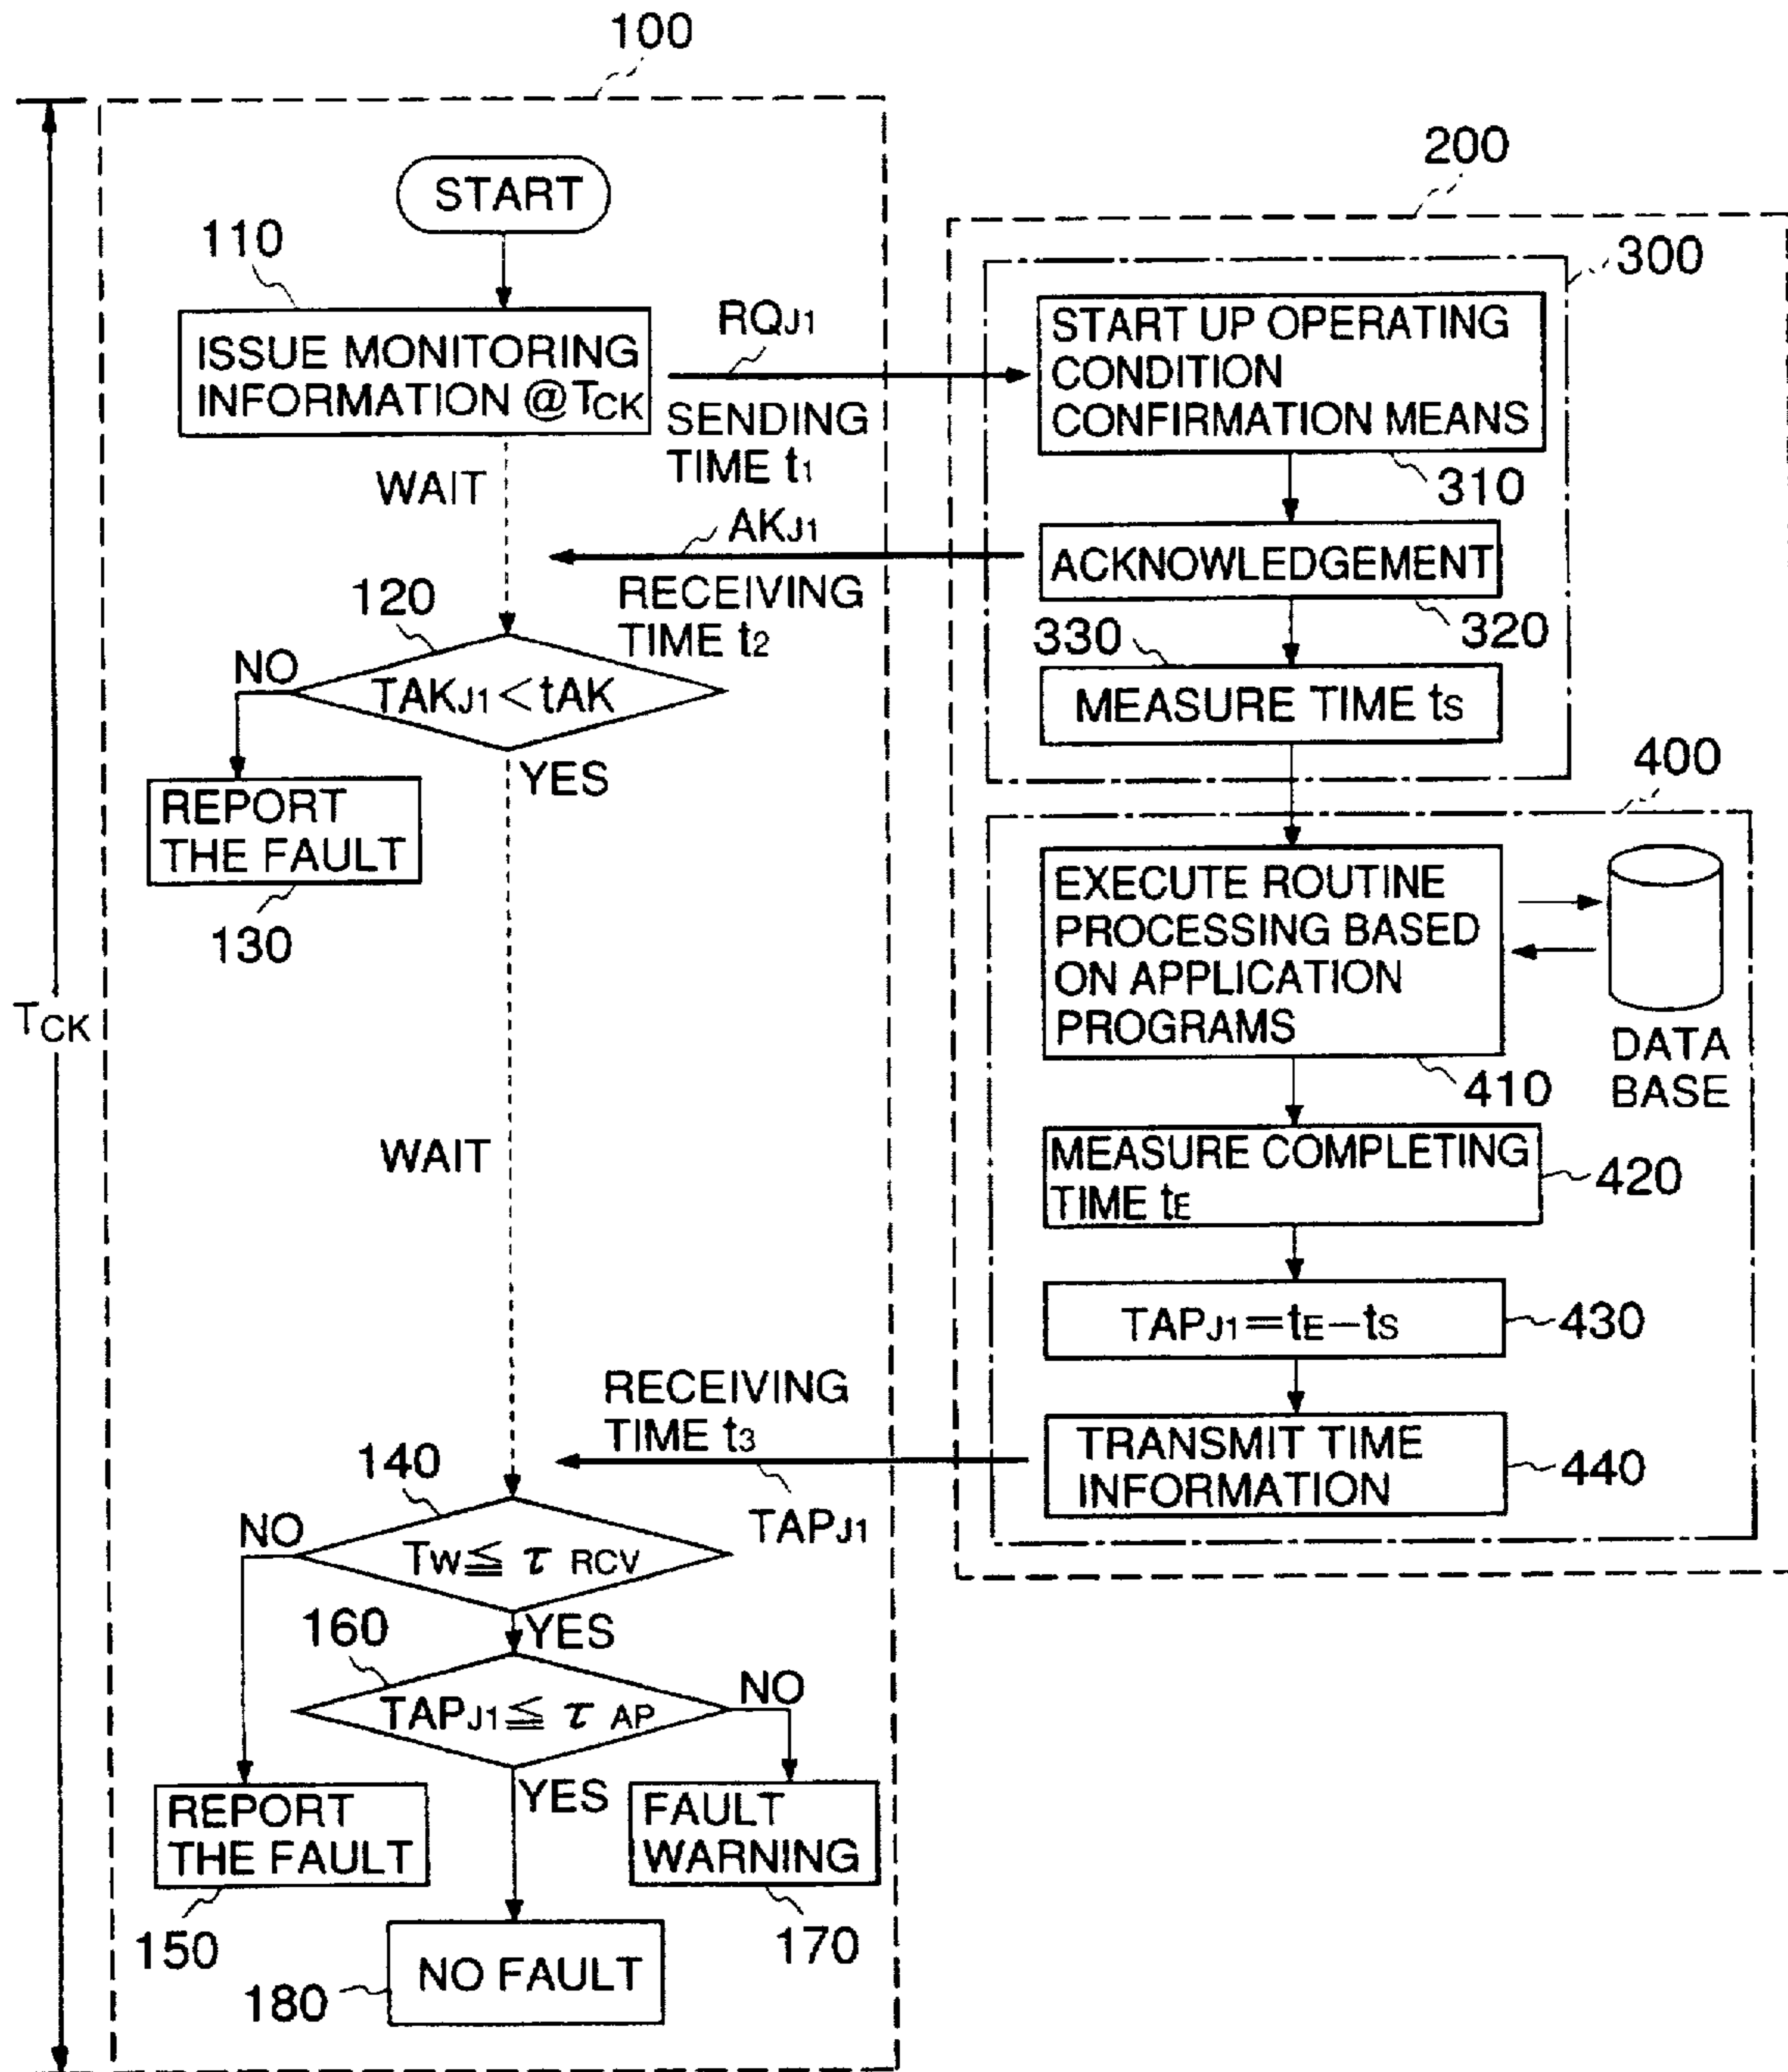 100
200
START
110
300
ISSUE MONITORING
INFORMATION @TCK
RQJ1
SENDING
TIME t1
START UP OPERATING
CONDITION
CONFIRMATION MEANS
310
WAIT
AKJ1
RECEIVING
TIME t2
ACKNOWLEDGEMENT
320
120
NO
TAKJ1<tAK
YES
330
MEASURE TIME tS
REPORT
THE FAULT
130
400
EXECUTE ROUTINE
PROCESSING BASED
ON APPLICATION
PROGRAMS
410
DATA
BASE
TCK
WAIT
MEASURE COMPLETING
TIME tE
420
TAPJ1=tE−tS
430
RECEIVING
TIME t3
TRANSMIT TIME
INFORMATION
440
TAPJ1
140
NO
TW≦ τ RCV
YES
160
TAPJ1≦ τ AP
NO
YES
REPORT
THE FAULT
150
FAULT
WARNING
170
NO FAULT
180